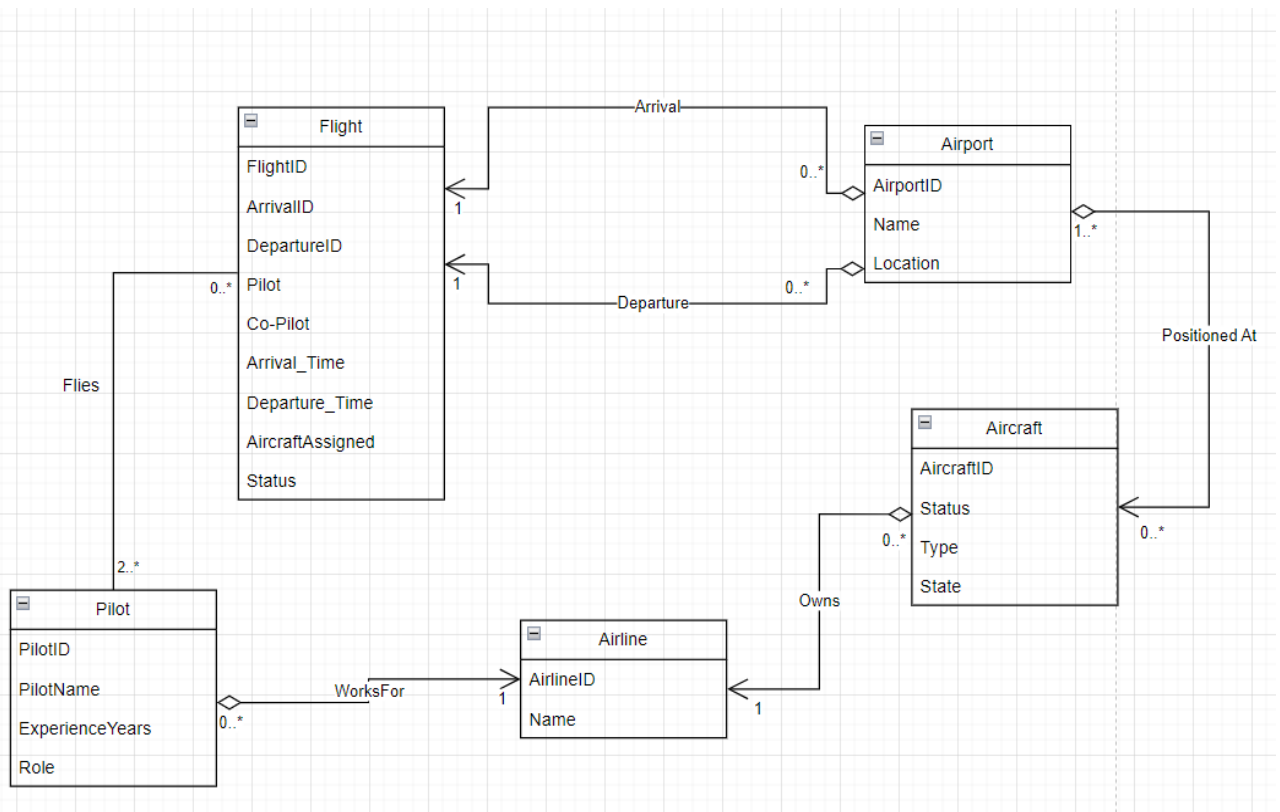 Arrival
Flight
FlightID
ArrivalID
DepartureID
Pilot
Co-Pilot
Arrival_Time
Departure_Time
AircraftAssigned
Status
0..*
1
1
0..*
0..*
Departure
Airport
AirportID
Name
Location
1..*
Positioned At
Flies
Aircraft
AircraftID
Status
Type
State
0..*
0..*
Owns
2..*
Pilot
PilotID
PilotName
ExperienceYears
Role
0..*
WorksFor
1
Airline
AirlineID
Name
1